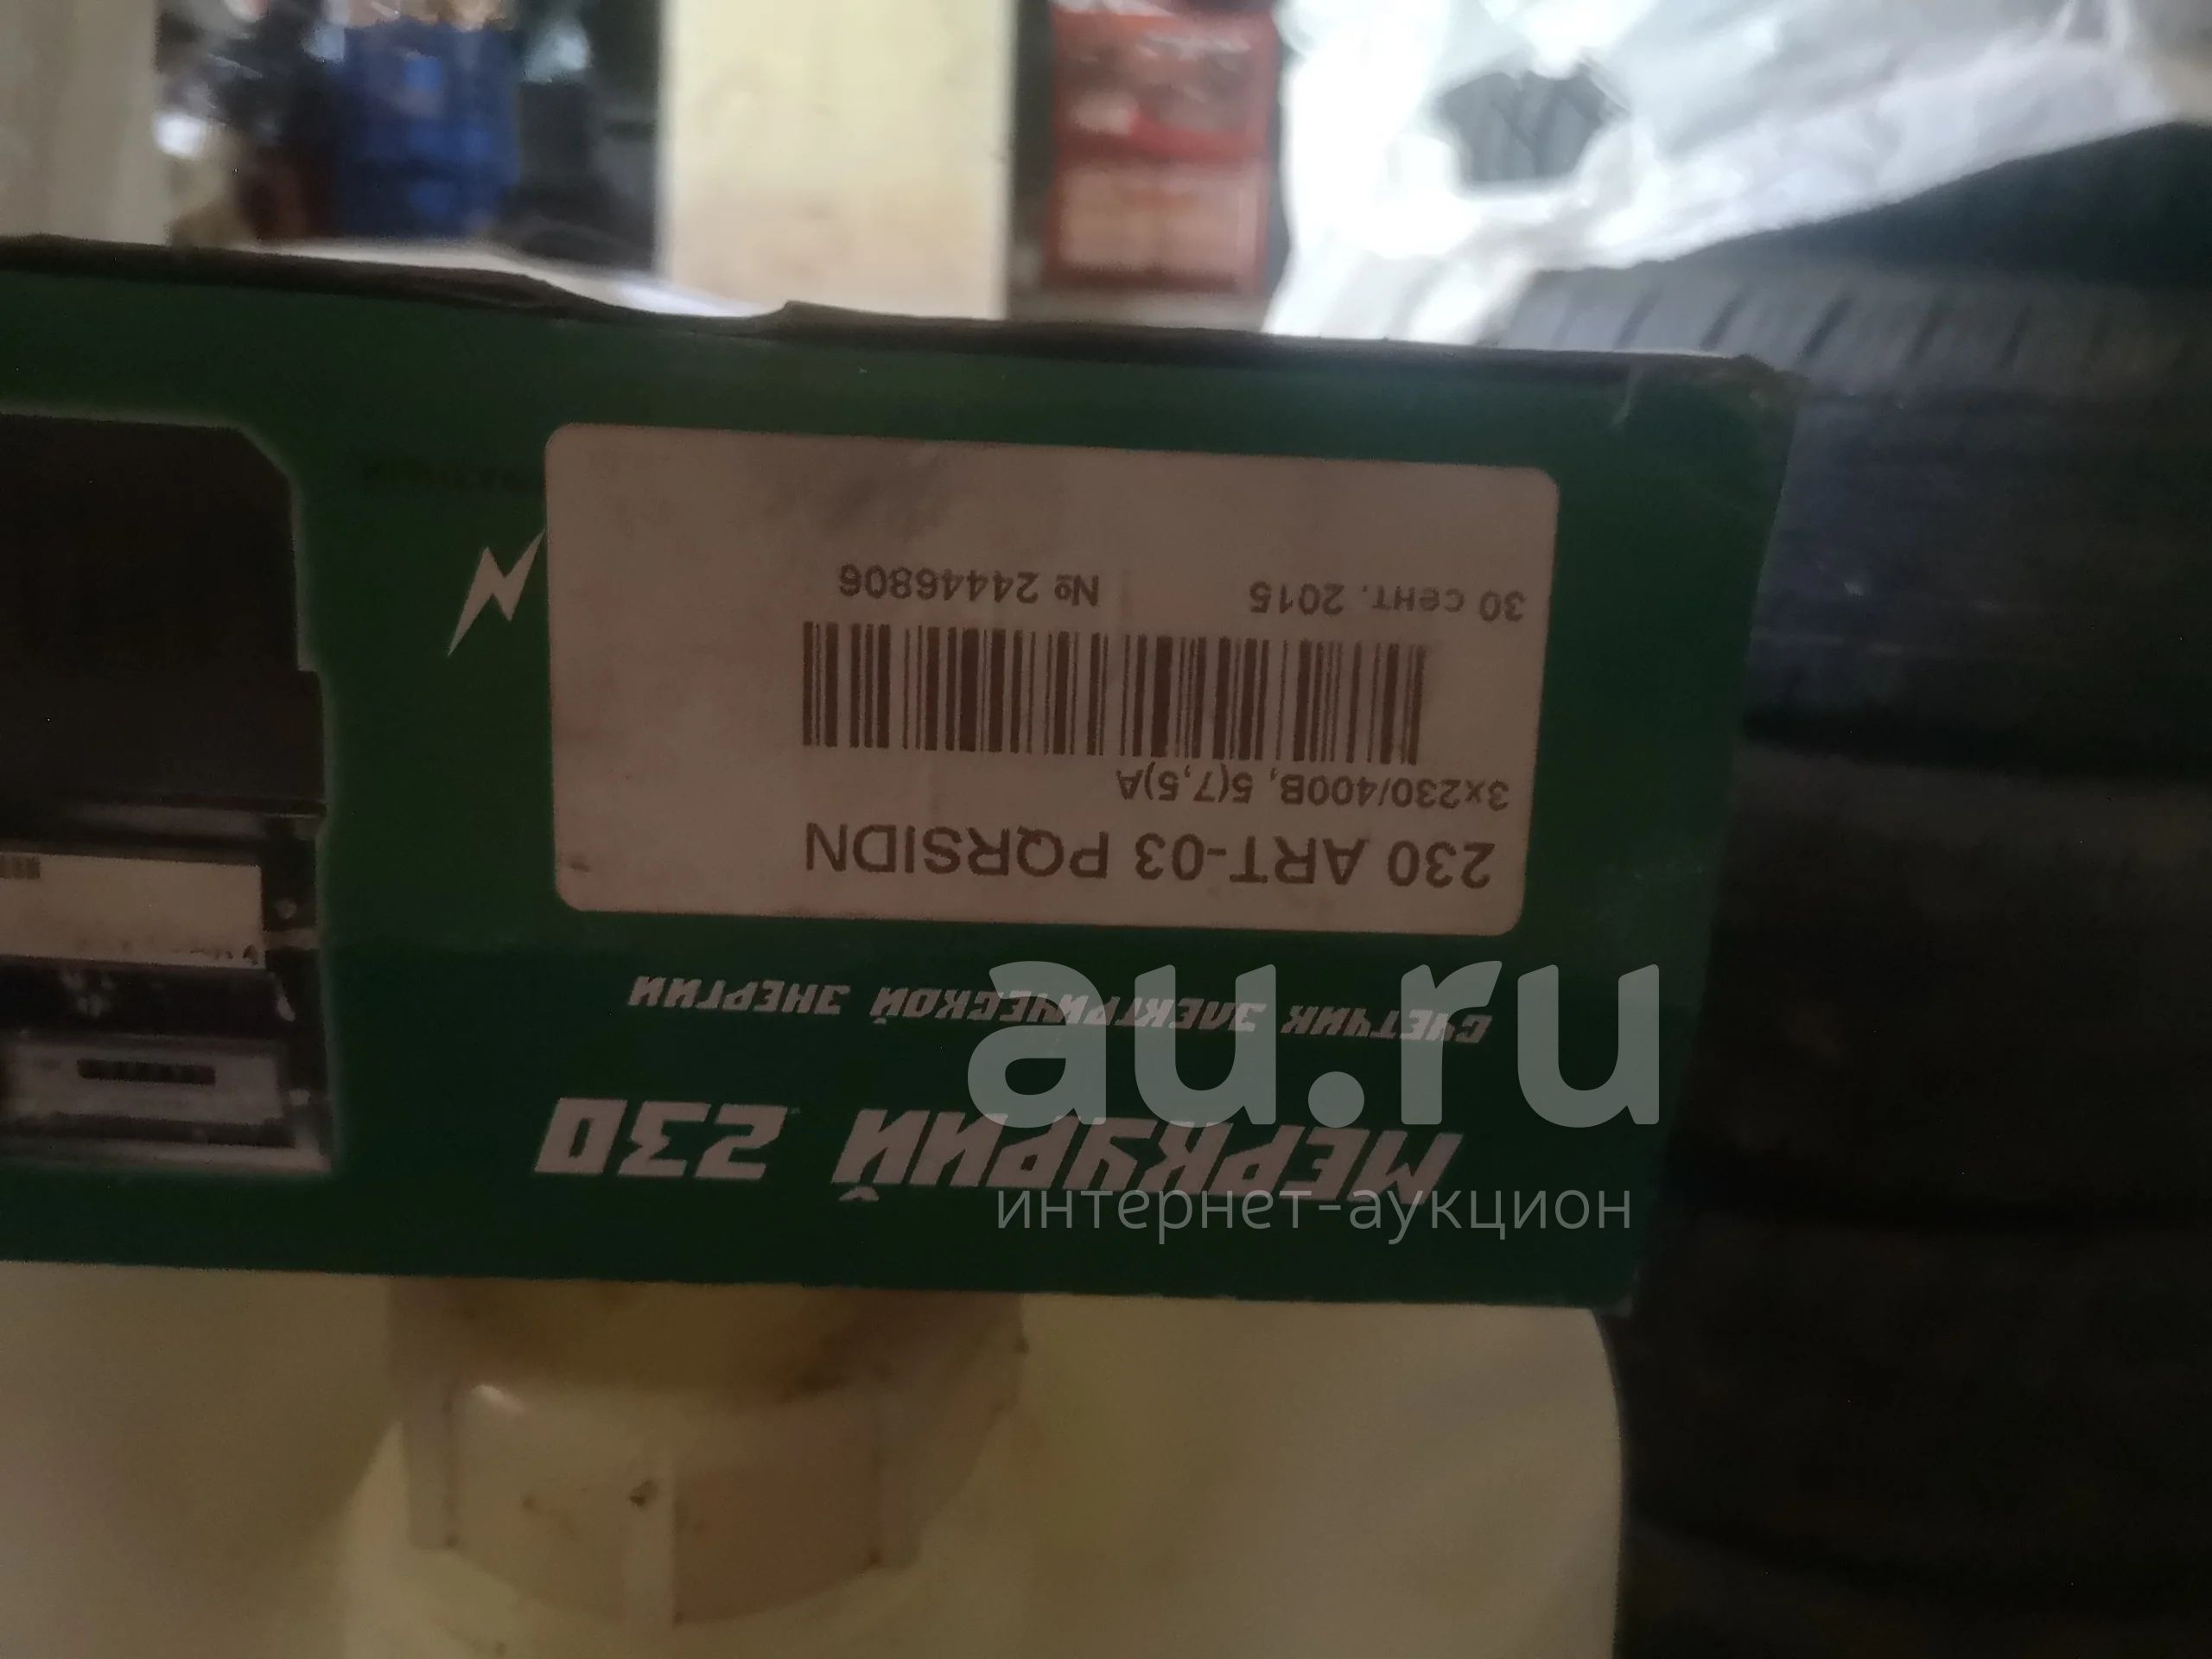 МЕРКУРИЙ 230
СЧЕТЧИК ЭЛЕКТРИЧЕСКОЙ ЭНЕРГИИ
230 ART-03 PQRSIDN
3x230/400В, 5(7,5)А
30 сент. 2015 № 24446806
au.ru
интернет-аукцион